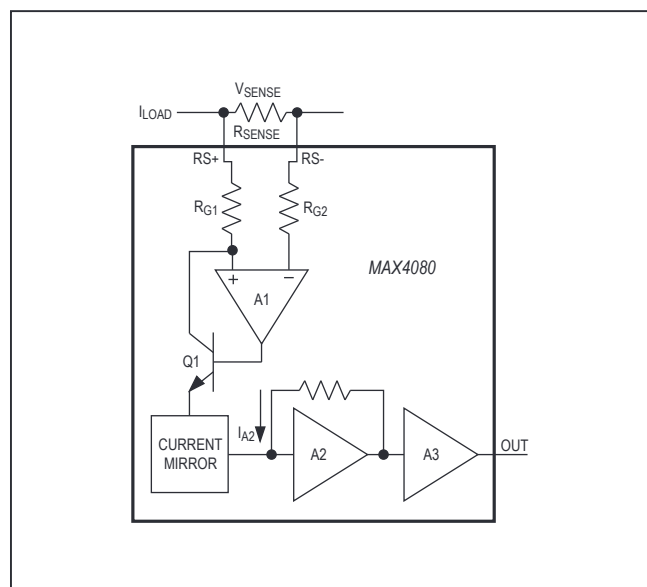 VSENSE
ILOAD
RSENSE
RS+
RS-
RG1
RG2
MAX4080
+
−
A1
Q1
IA2
CURRENT
MIRROR
A2
A3
OUT